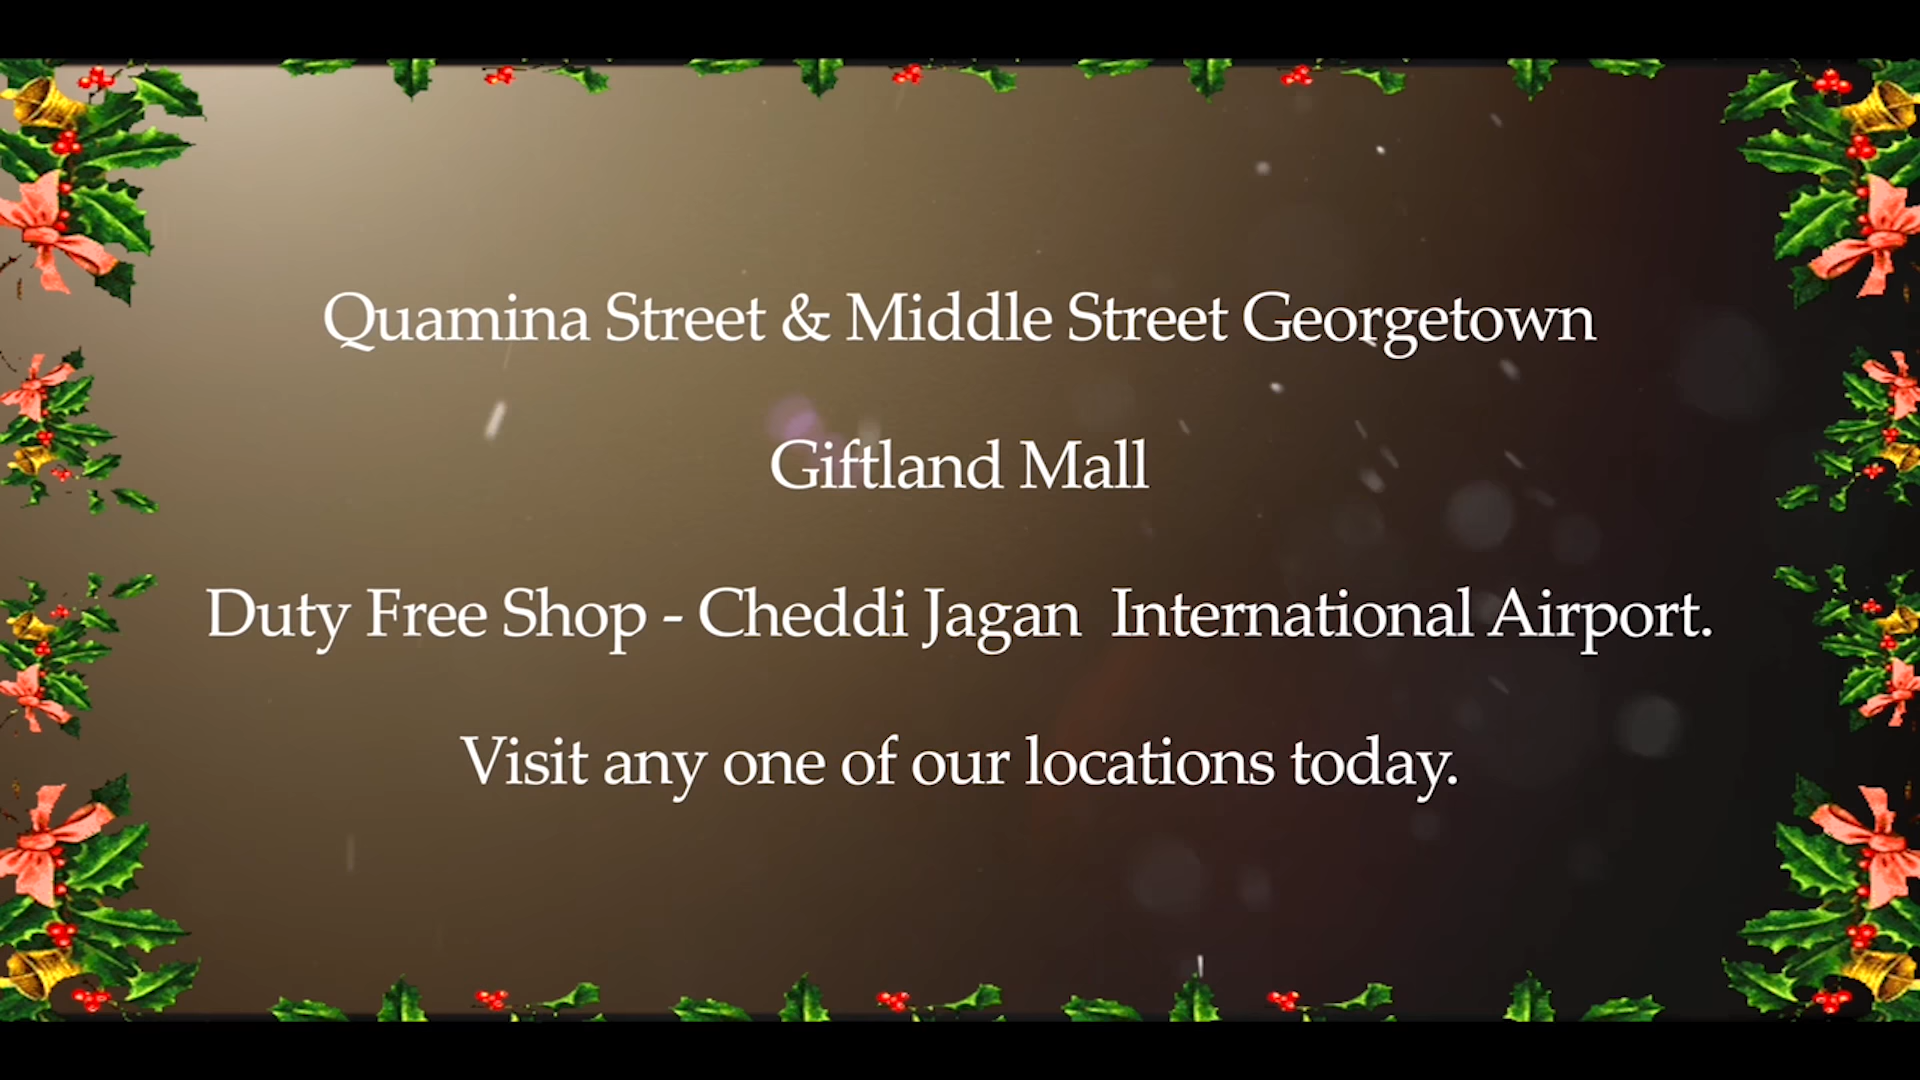 Quamina Street & Middle Street Georgetown
Giftland Mall
Duty Free Shop - Cheddi Jagan  International Airport.
Visit any one of our locations today.